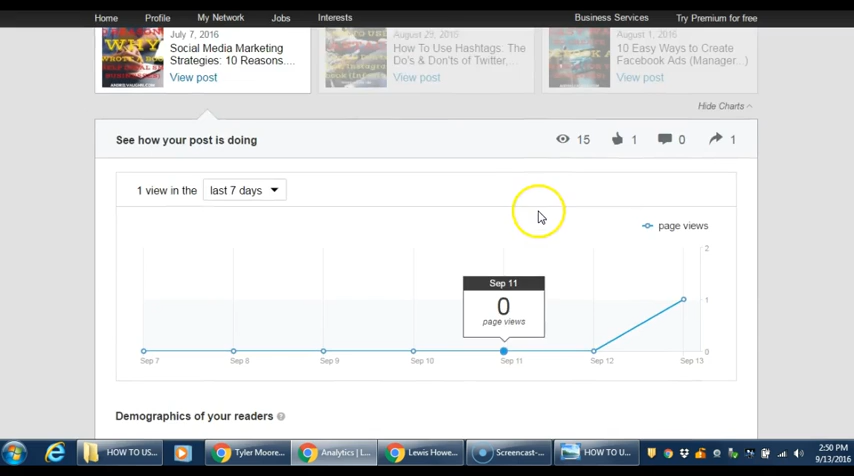 Home Profile My Network Jobs Interests Business Services Try Premium for free
July 7, 2016
Social Media Marketing
Strategies: 10 Reasons....
View post
August 29, 2016
How To Use Hashtags. The
Do's & Don'ts of Twitter,
View post
August 1, 2016
10 Easy Ways to Create
Facebook Ads (Manager..)
View post
WHY
Hide Charts
See how your post is doing
15 1 0 1
1 view in the last 7 days
page views
2
Sep 11
0
page views
1
0
Sep 7 Sep 8 Sep 9 Sep 10 Sep 11 Sep 12 Sep 13
Demographics of your readers ?
HOW TO US... Tyler Moore... Analytics | L... Lewis Howe... Screencast-... HOW TO U...
2:50 PM
9/13/2016